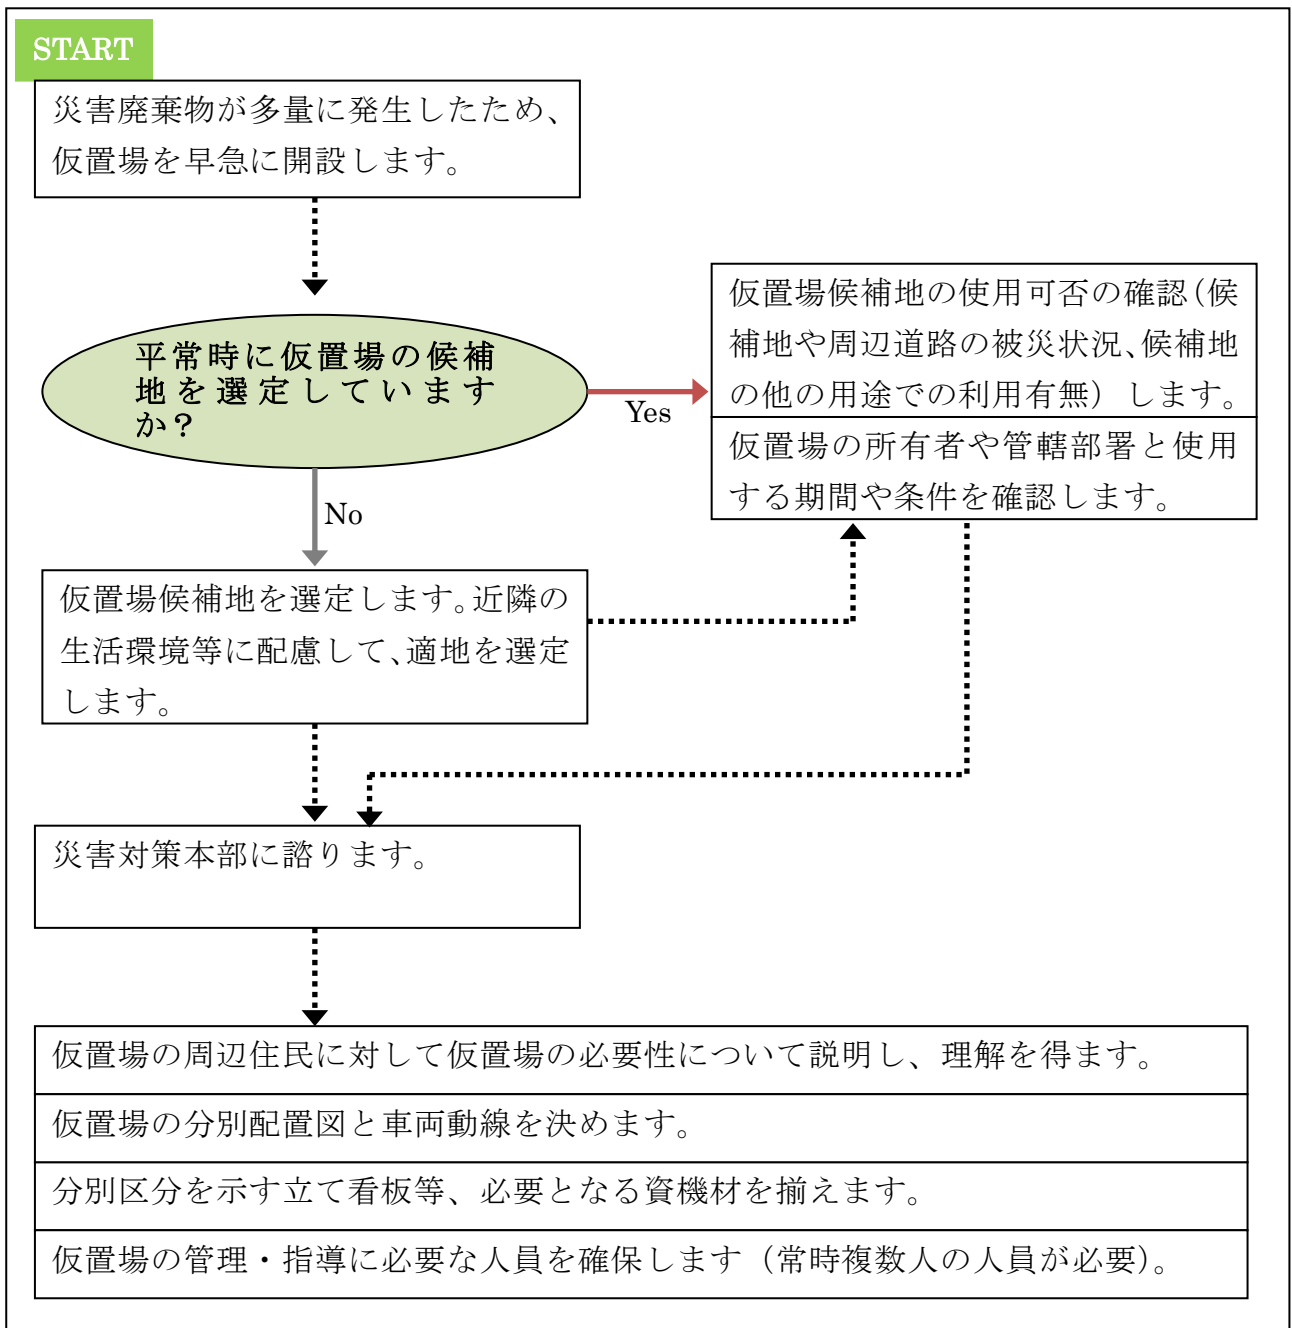 START
災害廃棄物が多量に発生したため、
仮置場を早急に開設します。
平常時に仮置場の候補
地を選定しています
か？
Yes
仮置場候補地の使用可否の確認（候
補地や周辺道路の被災状況、候補地
の他の用途での利用有無）します。
仮置場の所有者や管轄部署と使用
する期間や条件を確認します。
No
仮置場候補地を選定します。近隣の
生活環境等に配慮して、適地を選定
します。
災害対策本部に諮ります。
仮置場の周辺住民に対して仮置場の必要性について説明し、理解を得ます。
仮置場の分別配置図と車両動線を決めます。
分別区分を示す立て看板等、必要となる資機材を揃えます。
仮置場の管理・指導に必要な人員を確保します（常時複数人の人員が必要）。